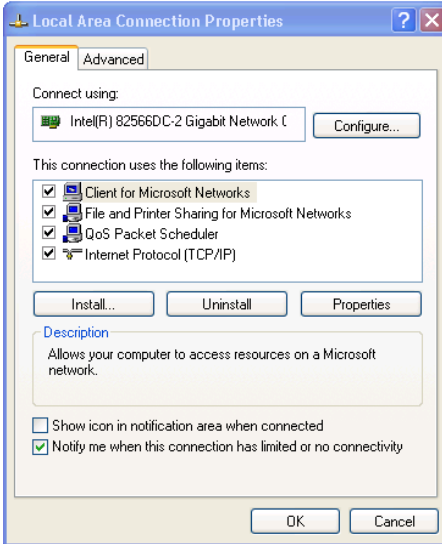 Local Area Connection Properties
General
Advanced
Connect using:
Intel(R) 82566DC-2 Gigabit Network C
Configure...
This connection uses the following items:
Client for Microsoft Networks
File and Printer Sharing for Microsoft Networks
QoS Packet Scheduler
Internet Protocol (TCP/IP)
Install...
Uninstall
Properties
Description
Allows your computer to access resources on a Microsoft
network.
Show icon in notification area when connected
Notify me when this connection has limited or no connectivity
OK
Cancel